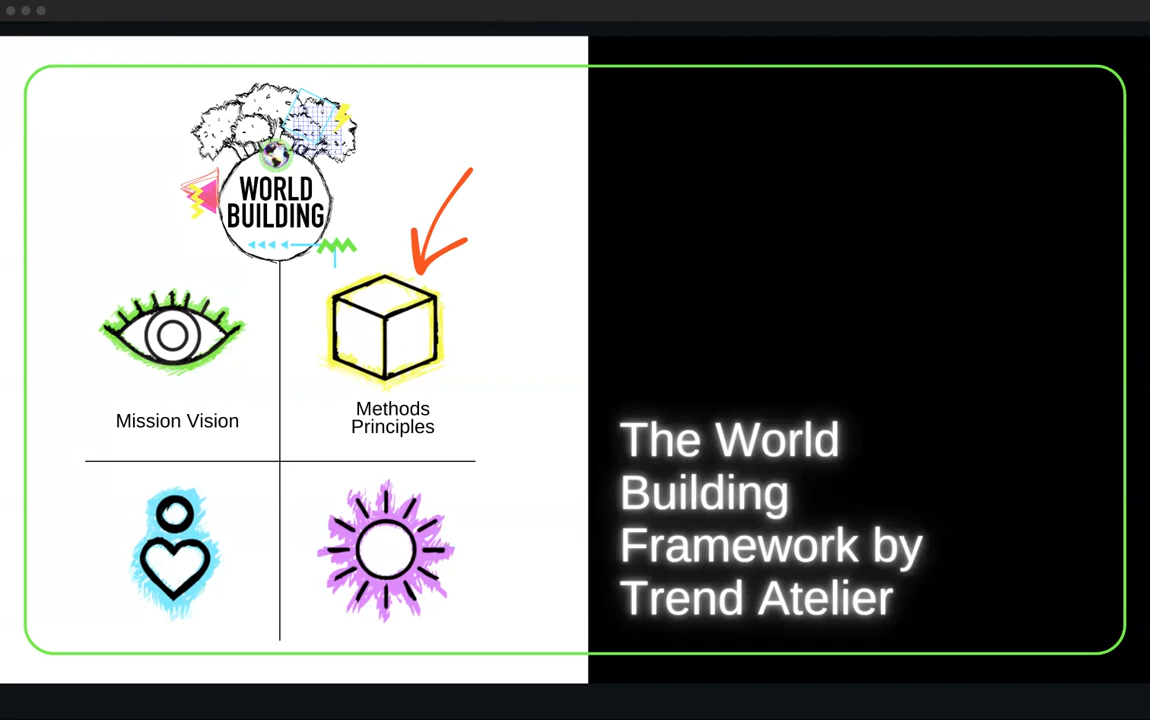 WORLD
BUILDING
Mission Vision
Methods
Principles
The World
Building
Framework by
Trend Atelier